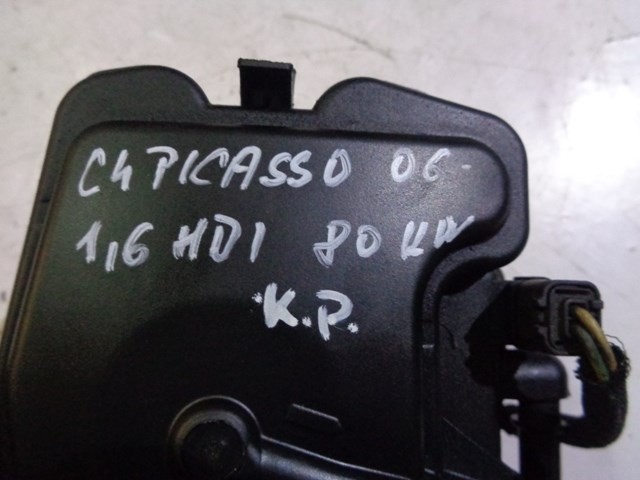 C4 PICASSO 06-
1,6 HDI 80 KW
K.P.